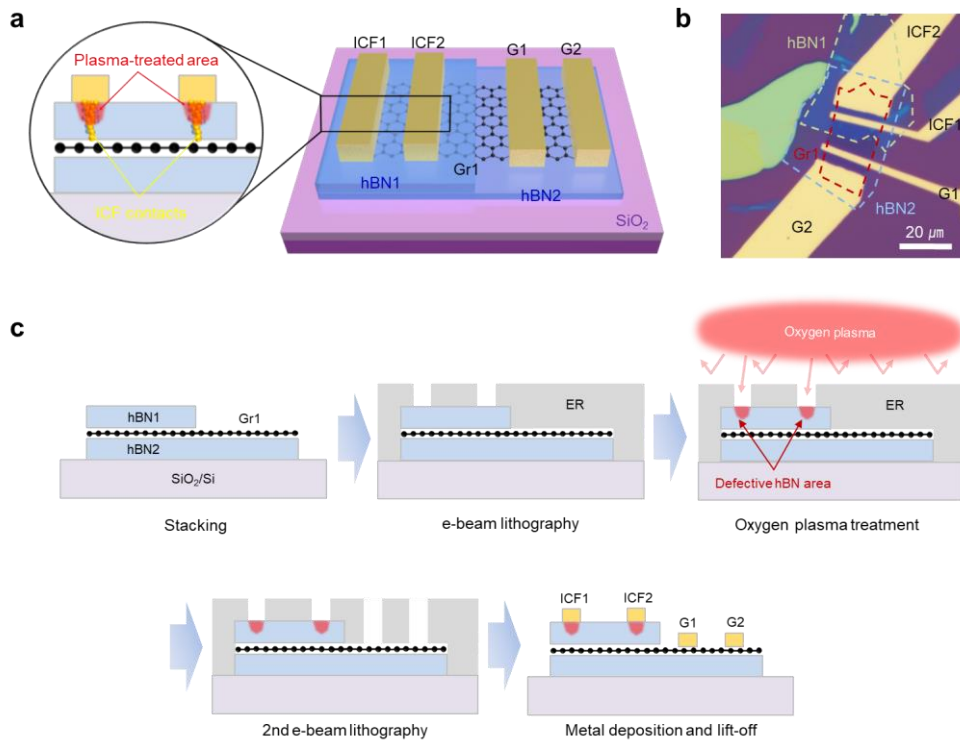 a
ICF1
ICF2
G1
G2
Plasma-treated area
ICF contacts
hBN1
Gr1
hBN2
SiO₂
b
hBN1
ICF2
ICF1
Gr1
G1
hBN2
G2
20 ㎛
c
hBN1
Gr1
hBN2
SiO₂/Si
Stacking
ER
e-beam lithography
Oxygen plasma
ER
Defective hBN area
Oxygen plasma treatment
2nd e-beam lithography
ICF1
ICF2
G1
G2
Metal deposition and lift-off